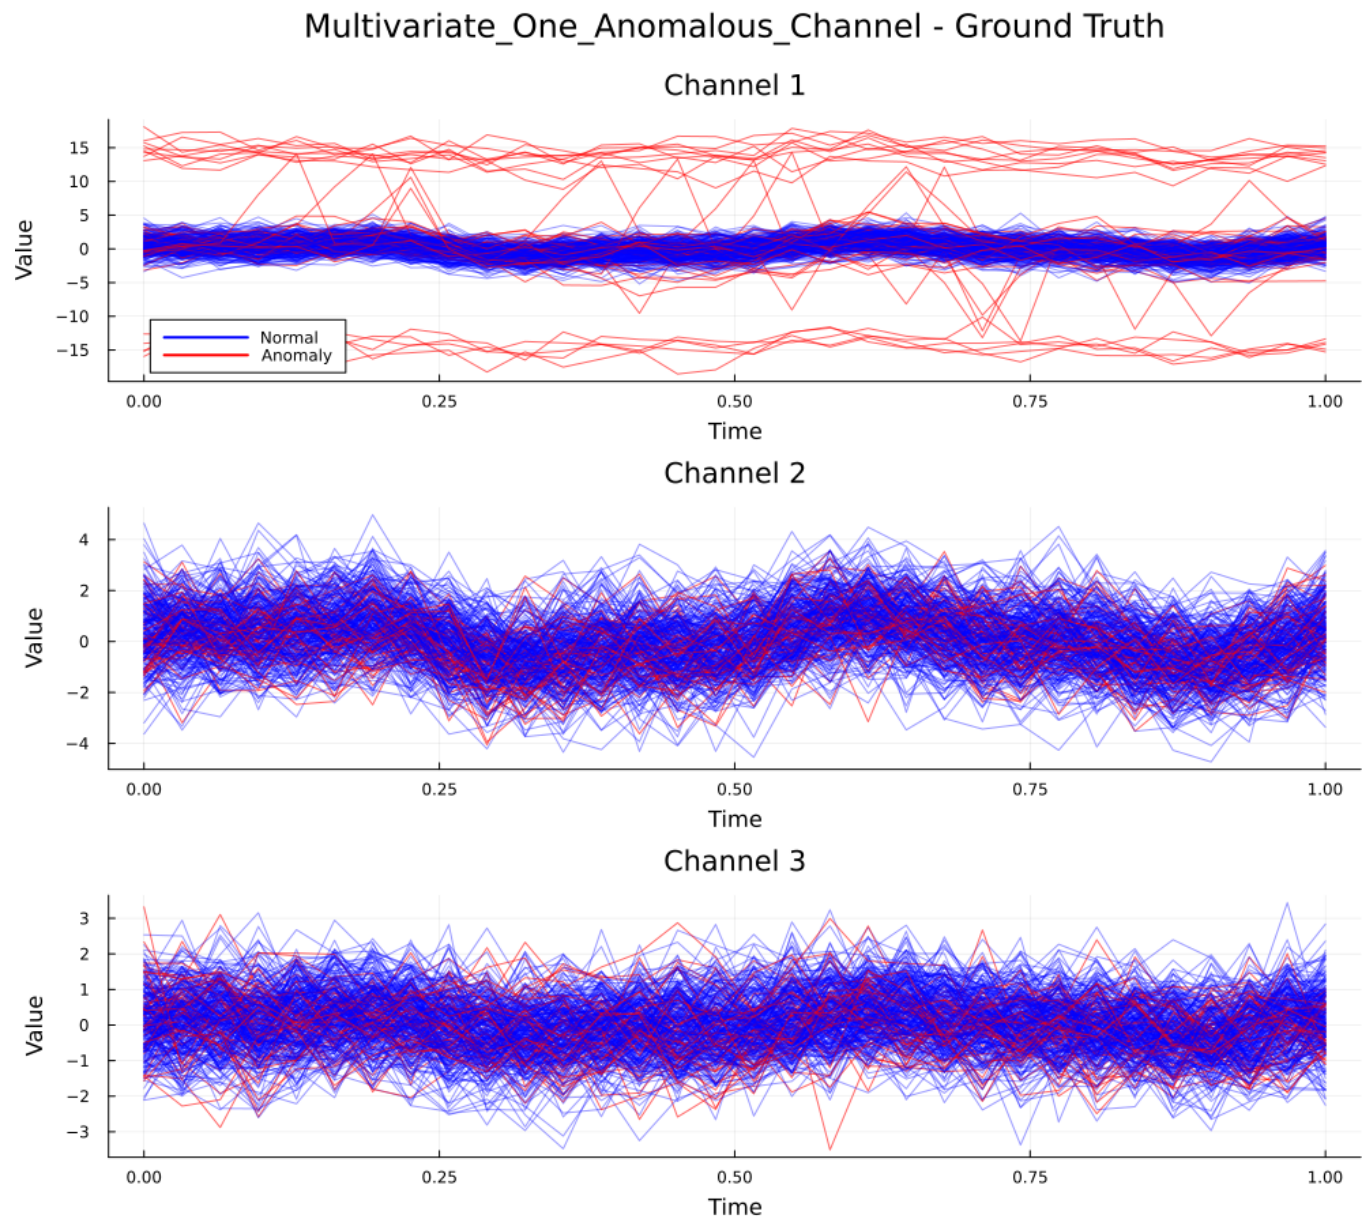 Multivariate_One_Anomalous_Channel - Ground Truth
Channel 1
15
10
5
0
−5
−10
−15
Value
Normal
Anomaly
0.00 0.25 0.50 0.75 1.00
Time
Channel 2
4
2
0
−2
−4
Value
0.00 0.25 0.50 0.75 1.00
Time
Channel 3
3
2
1
0
−1
−2
−3
Value
0.00 0.25 0.50 0.75 1.00
Time